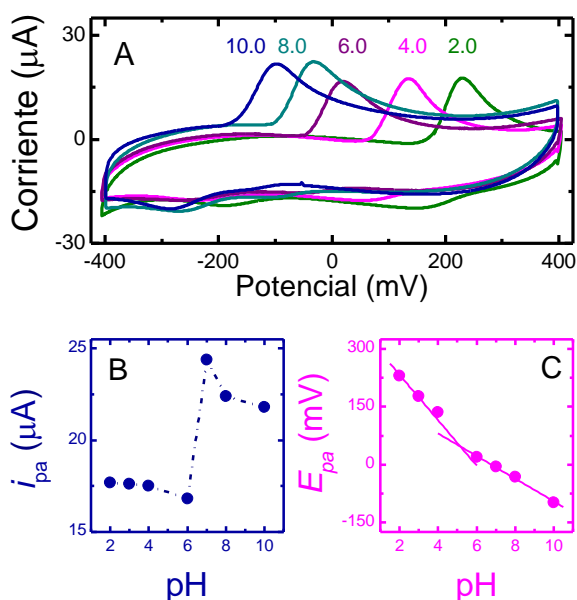 A
10.0 8.0 6.0 4.0 2.0
Corriente (μA)
30
0
-30
-400 -200 0 200 400
Potencial (mV)
B
i pa (μA)
25
20
15
2 4 6 8 10
pH
C
E pa (mV)
300
150
0
-150
2 4 6 8 10
pH